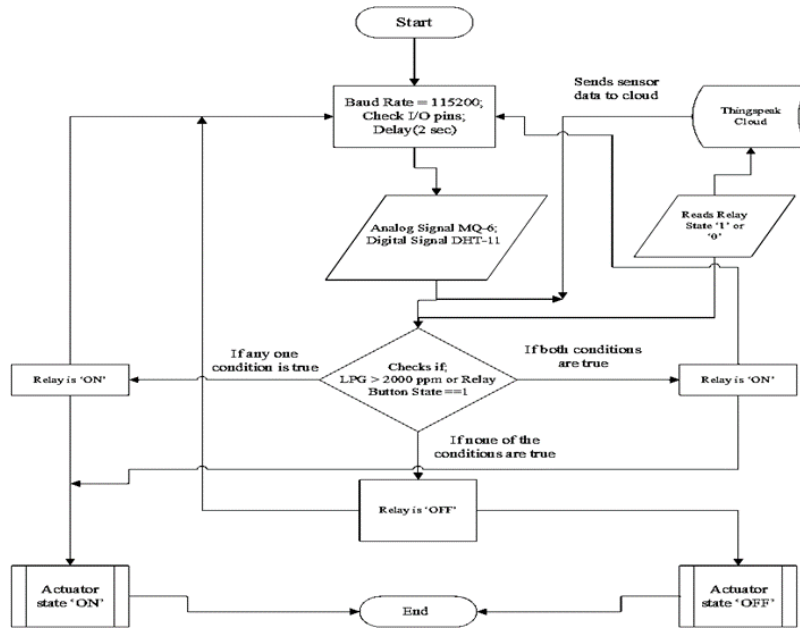 Start
Sends sensor
data to cloud
Baud Rate = 115200;
Check I/O pins;
Delay(2 sec)
Thingspeak
Cloud
Analog Signal MQ-6;
Digital Signal DHT-11
Reads Relay
State ‘1’ or
‘0’
If any one
condition is true
If both conditions
are true
Relay is ‘ON’
Checks if;
LPG > 2000 ppm or Relay
Button State ==1
Relay is ‘ON’
If none of the
conditions are true
Relay is ‘OFF’
Actuator
state ‘ON’
End
Actuator
state ‘OFF’